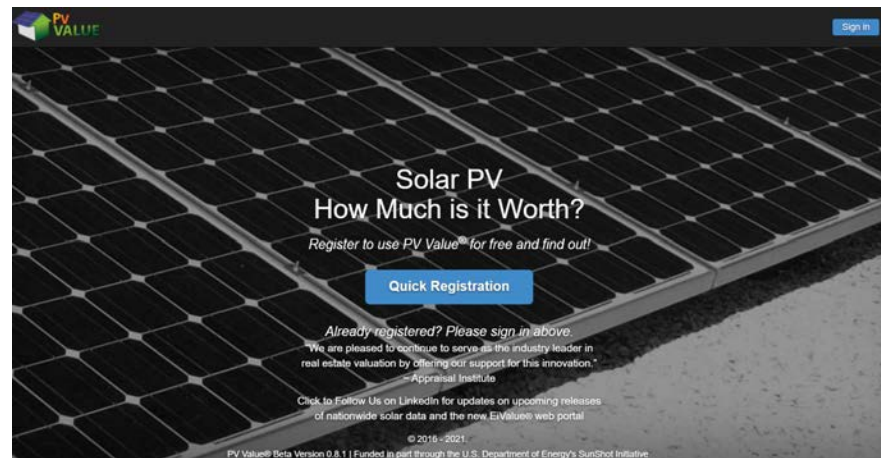 PV
VALUE
Sign In
Solar PV
How Much is it Worth?
Register to use PV Value® for free and find out!
Quick Registration
Already registered? Please sign in above.
"We are pleased to continue to serve as the industry leader in
real estate valuation by offering our support for this innovation."
~ Appraisal Institute
Click to Follow Us on LinkedIn for updates on upcoming releases
of nationwide solar data and the new EiValue® web portal
© 2016 - 2021.
PV Value® Beta Version 0.8.1 | Funded in part through the U.S. Department of Energy's SunShot Initiative